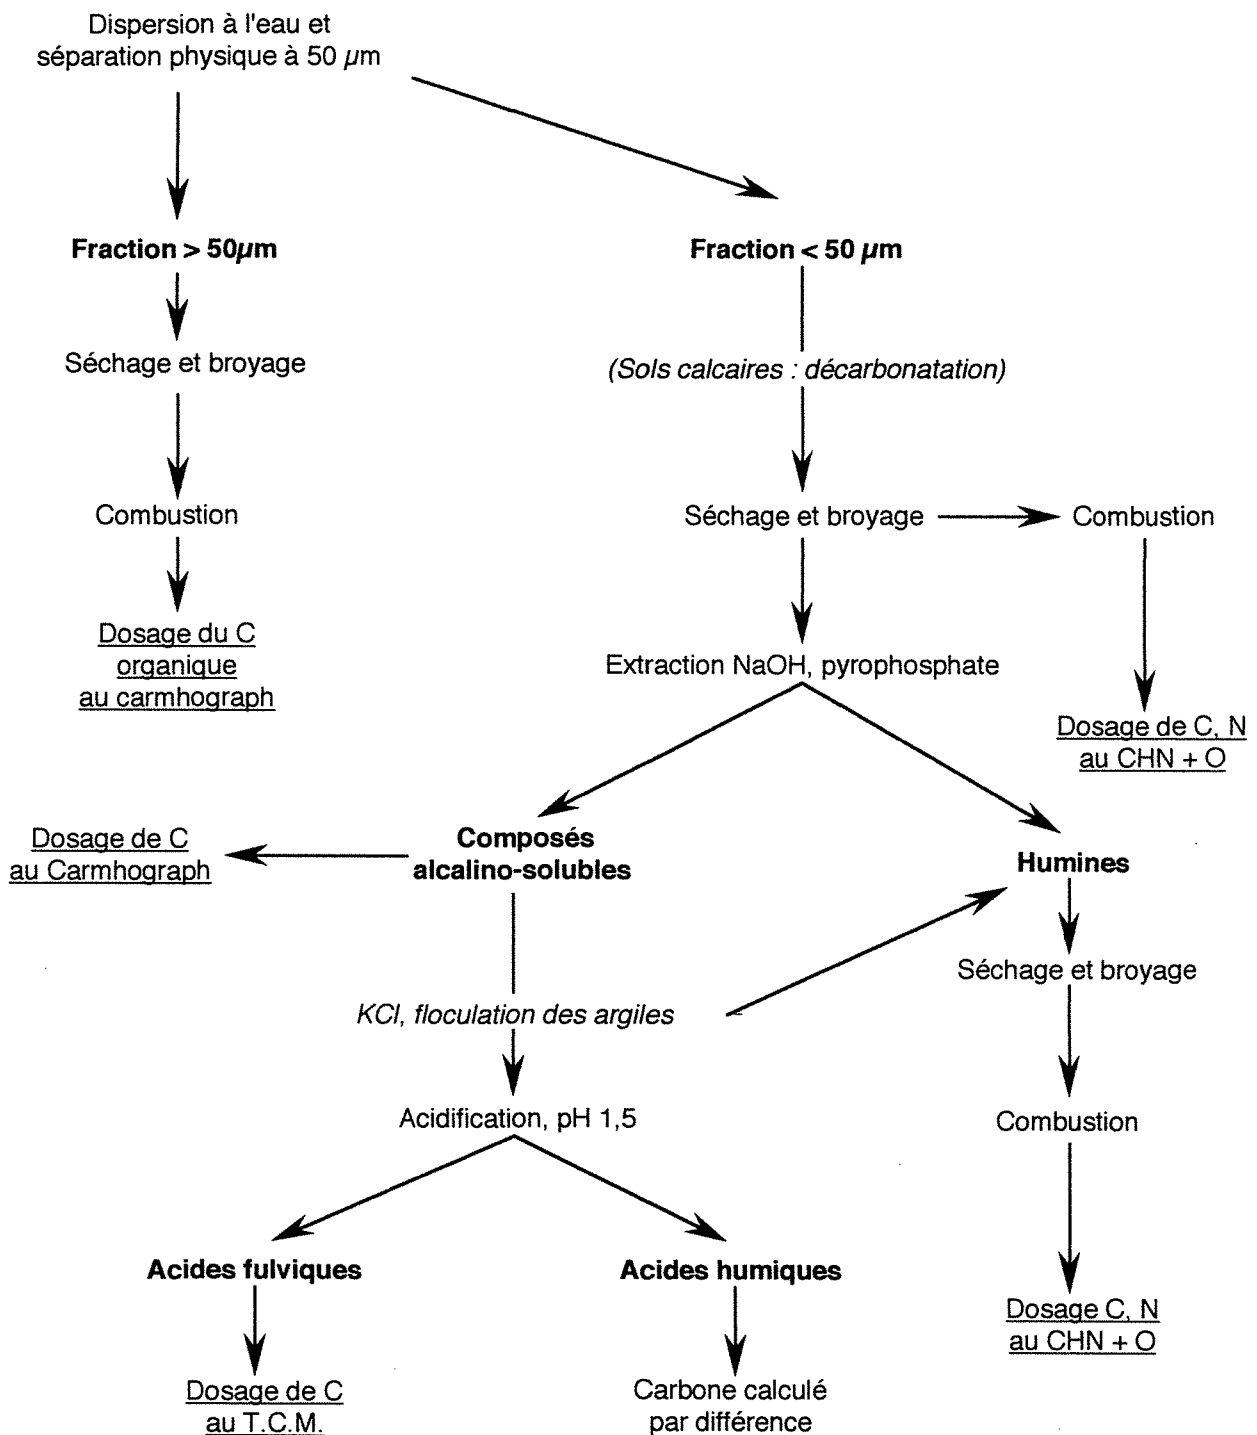 Dispersion à l'eau et
séparation physique à 50 µm
Fraction > 50µm
Fraction < 50 µm
Séchage et broyage
(Sols calcaires : décarbonatation)
Combustion
Séchage et broyage
Combustion
Dosage du C
organique
au carmhograph
Extraction NaOH, pyrophosphate
Dosage de C, N
au CHN + O
Dosage de C
au Carmhograph
Composés
alcalino-solubles
Humines
Séchage et broyage
KCl, floculation des argiles
Acidification, pH 1,5
Combustion
Acides fulviques
Acides humiques
Dosage C, N
au CHN + O
Dosage de C
au T.C.M.
Carbone calculé
par différence